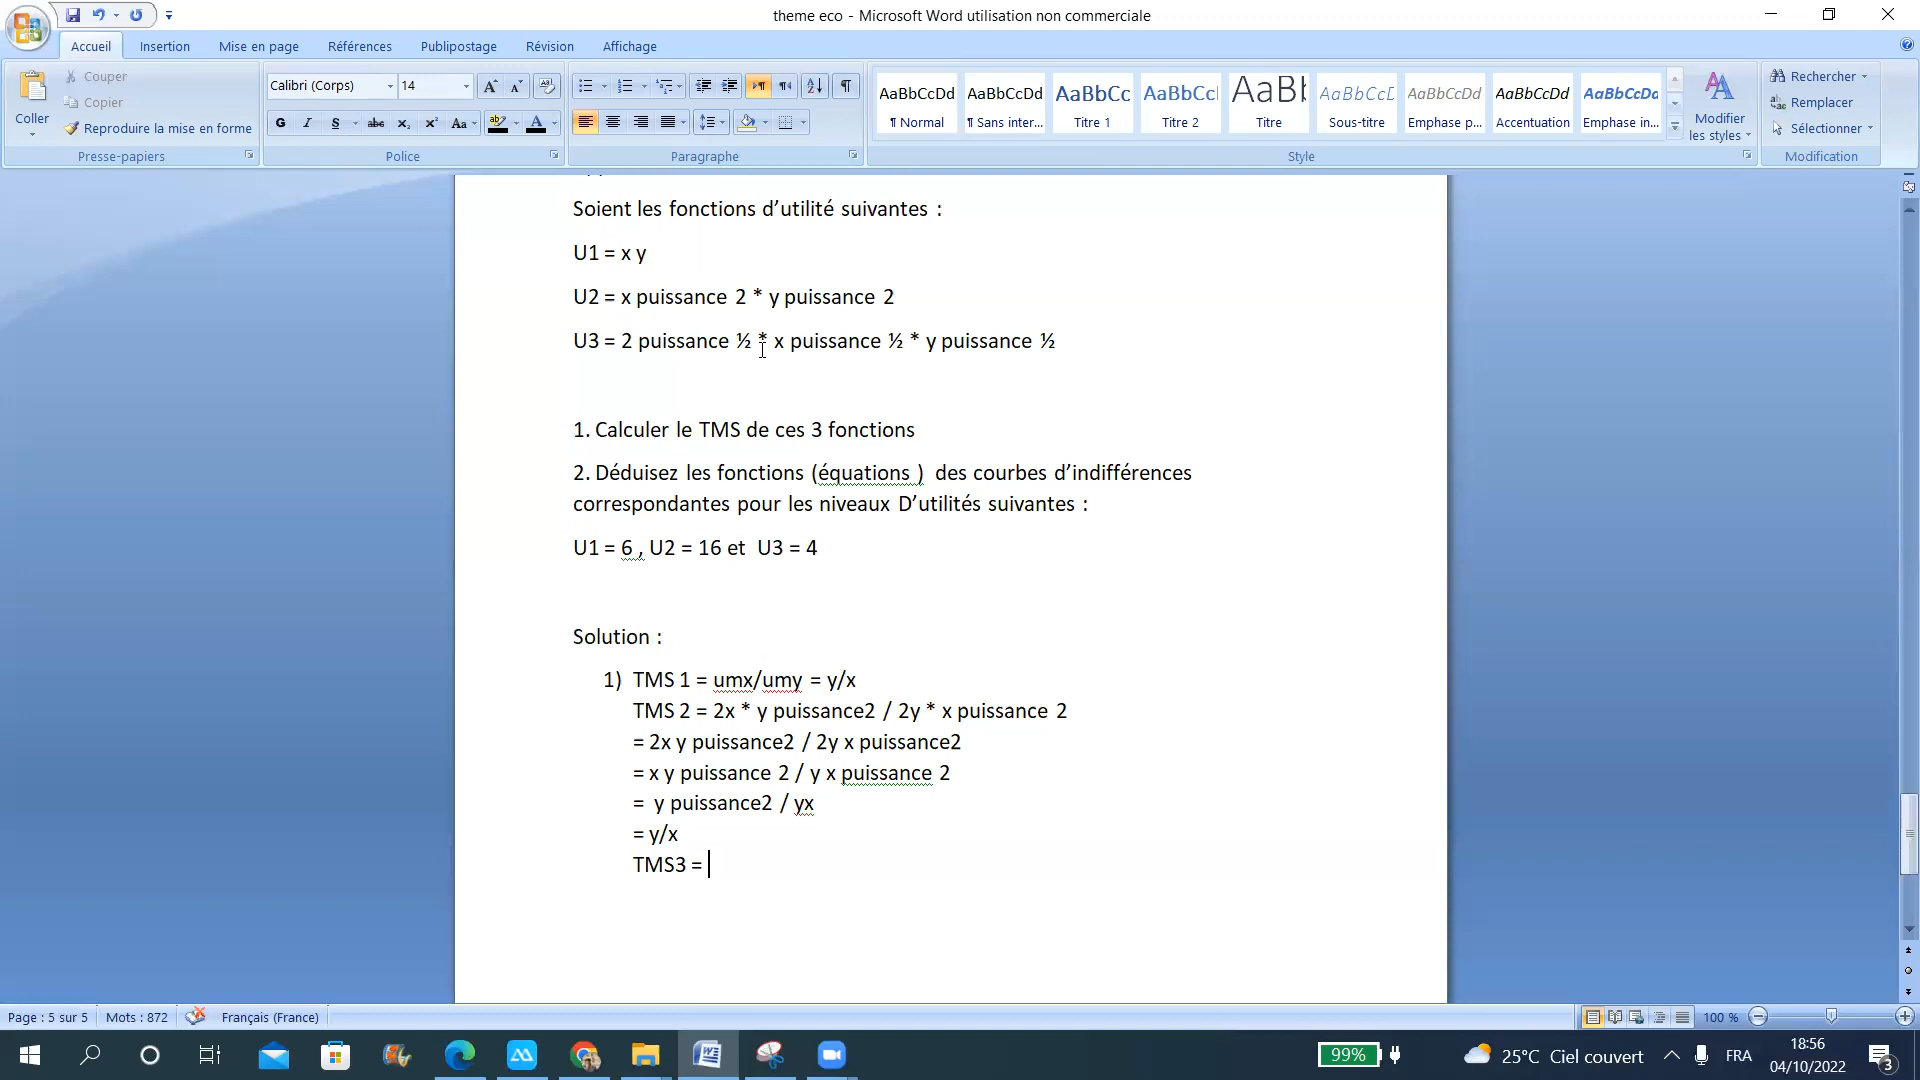 theme eco - Microsoft Word utilisation non commerciale
Accueil Insertion Mise en page Références Publipostage Révision Affichage
Coller
Couper
Copier
Reproduire la mise en forme
Presse-papiers
Calibri (Corps) 14
G I S abc x₂ x² Aa
Police
Paragraphe
AaBbCcDd AaBbCcDd AaBbCc AaBbCcI AaBb AaBbCcD AaBbCcDd AaBbCcDd AaBbCcDd
¶ Normal ¶ Sans inter... Titre 1 Titre 2 Titre Sous-titre Emphase p... Accentuation Emphase in...
Modifier
les styles
Style
Rechercher
Remplacer
Sélectionner
Modification
Soient les fonctions d’utilité suivantes :
U1 = x y
U2 = x puissance 2 * y puissance 2
U3 = 2 puissance ½ * x puissance ½ * y puissance ½
1. Calculer le TMS de ces 3 fonctions
2. Déduisez les fonctions (équations ) des courbes d’indifférences
correspondantes pour les niveaux D’utilités suivantes :
U1 = 6 , U2 = 16 et U3 = 4
Solution :
1) TMS 1 = umx/umy = y/x
TMS 2 = 2x * y puissance2 / 2y * x puissance 2
= 2x y puissance2 / 2y x puissance2
= x y puissance 2 / y x puissance 2
= y puissance2 / yx
= y/x
TMS3 =
Page : 5 sur 5 Mots : 872 Français (France) 100 %
99% 25°C Ciel couvert FRA 18:56
04/10/2022 3